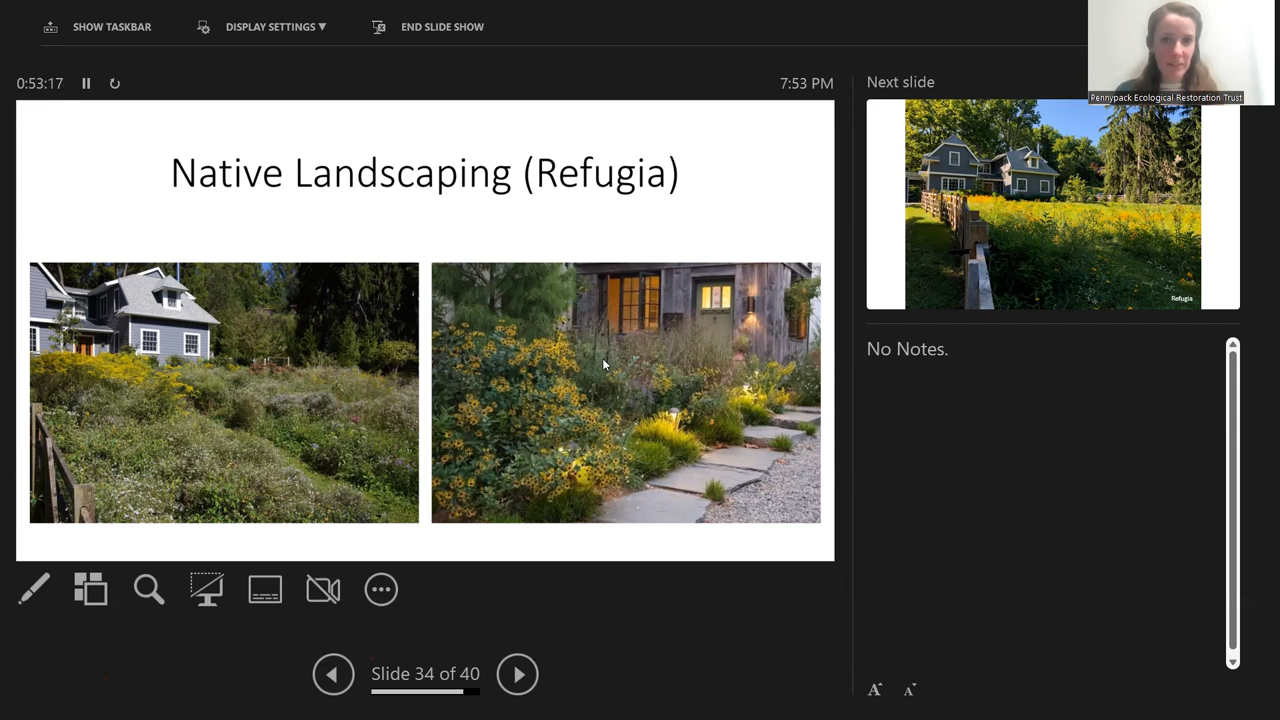 SHOW TASKBAR
DISPLAY SETTINGS ▼
END SLIDE SHOW
0:53:17
7:53 PM
Next slide
Pennypack Ecological Restoration Trust
Native Landscaping (Refugia)
Refugia
No Notes.
Slide 34 of 40
A A